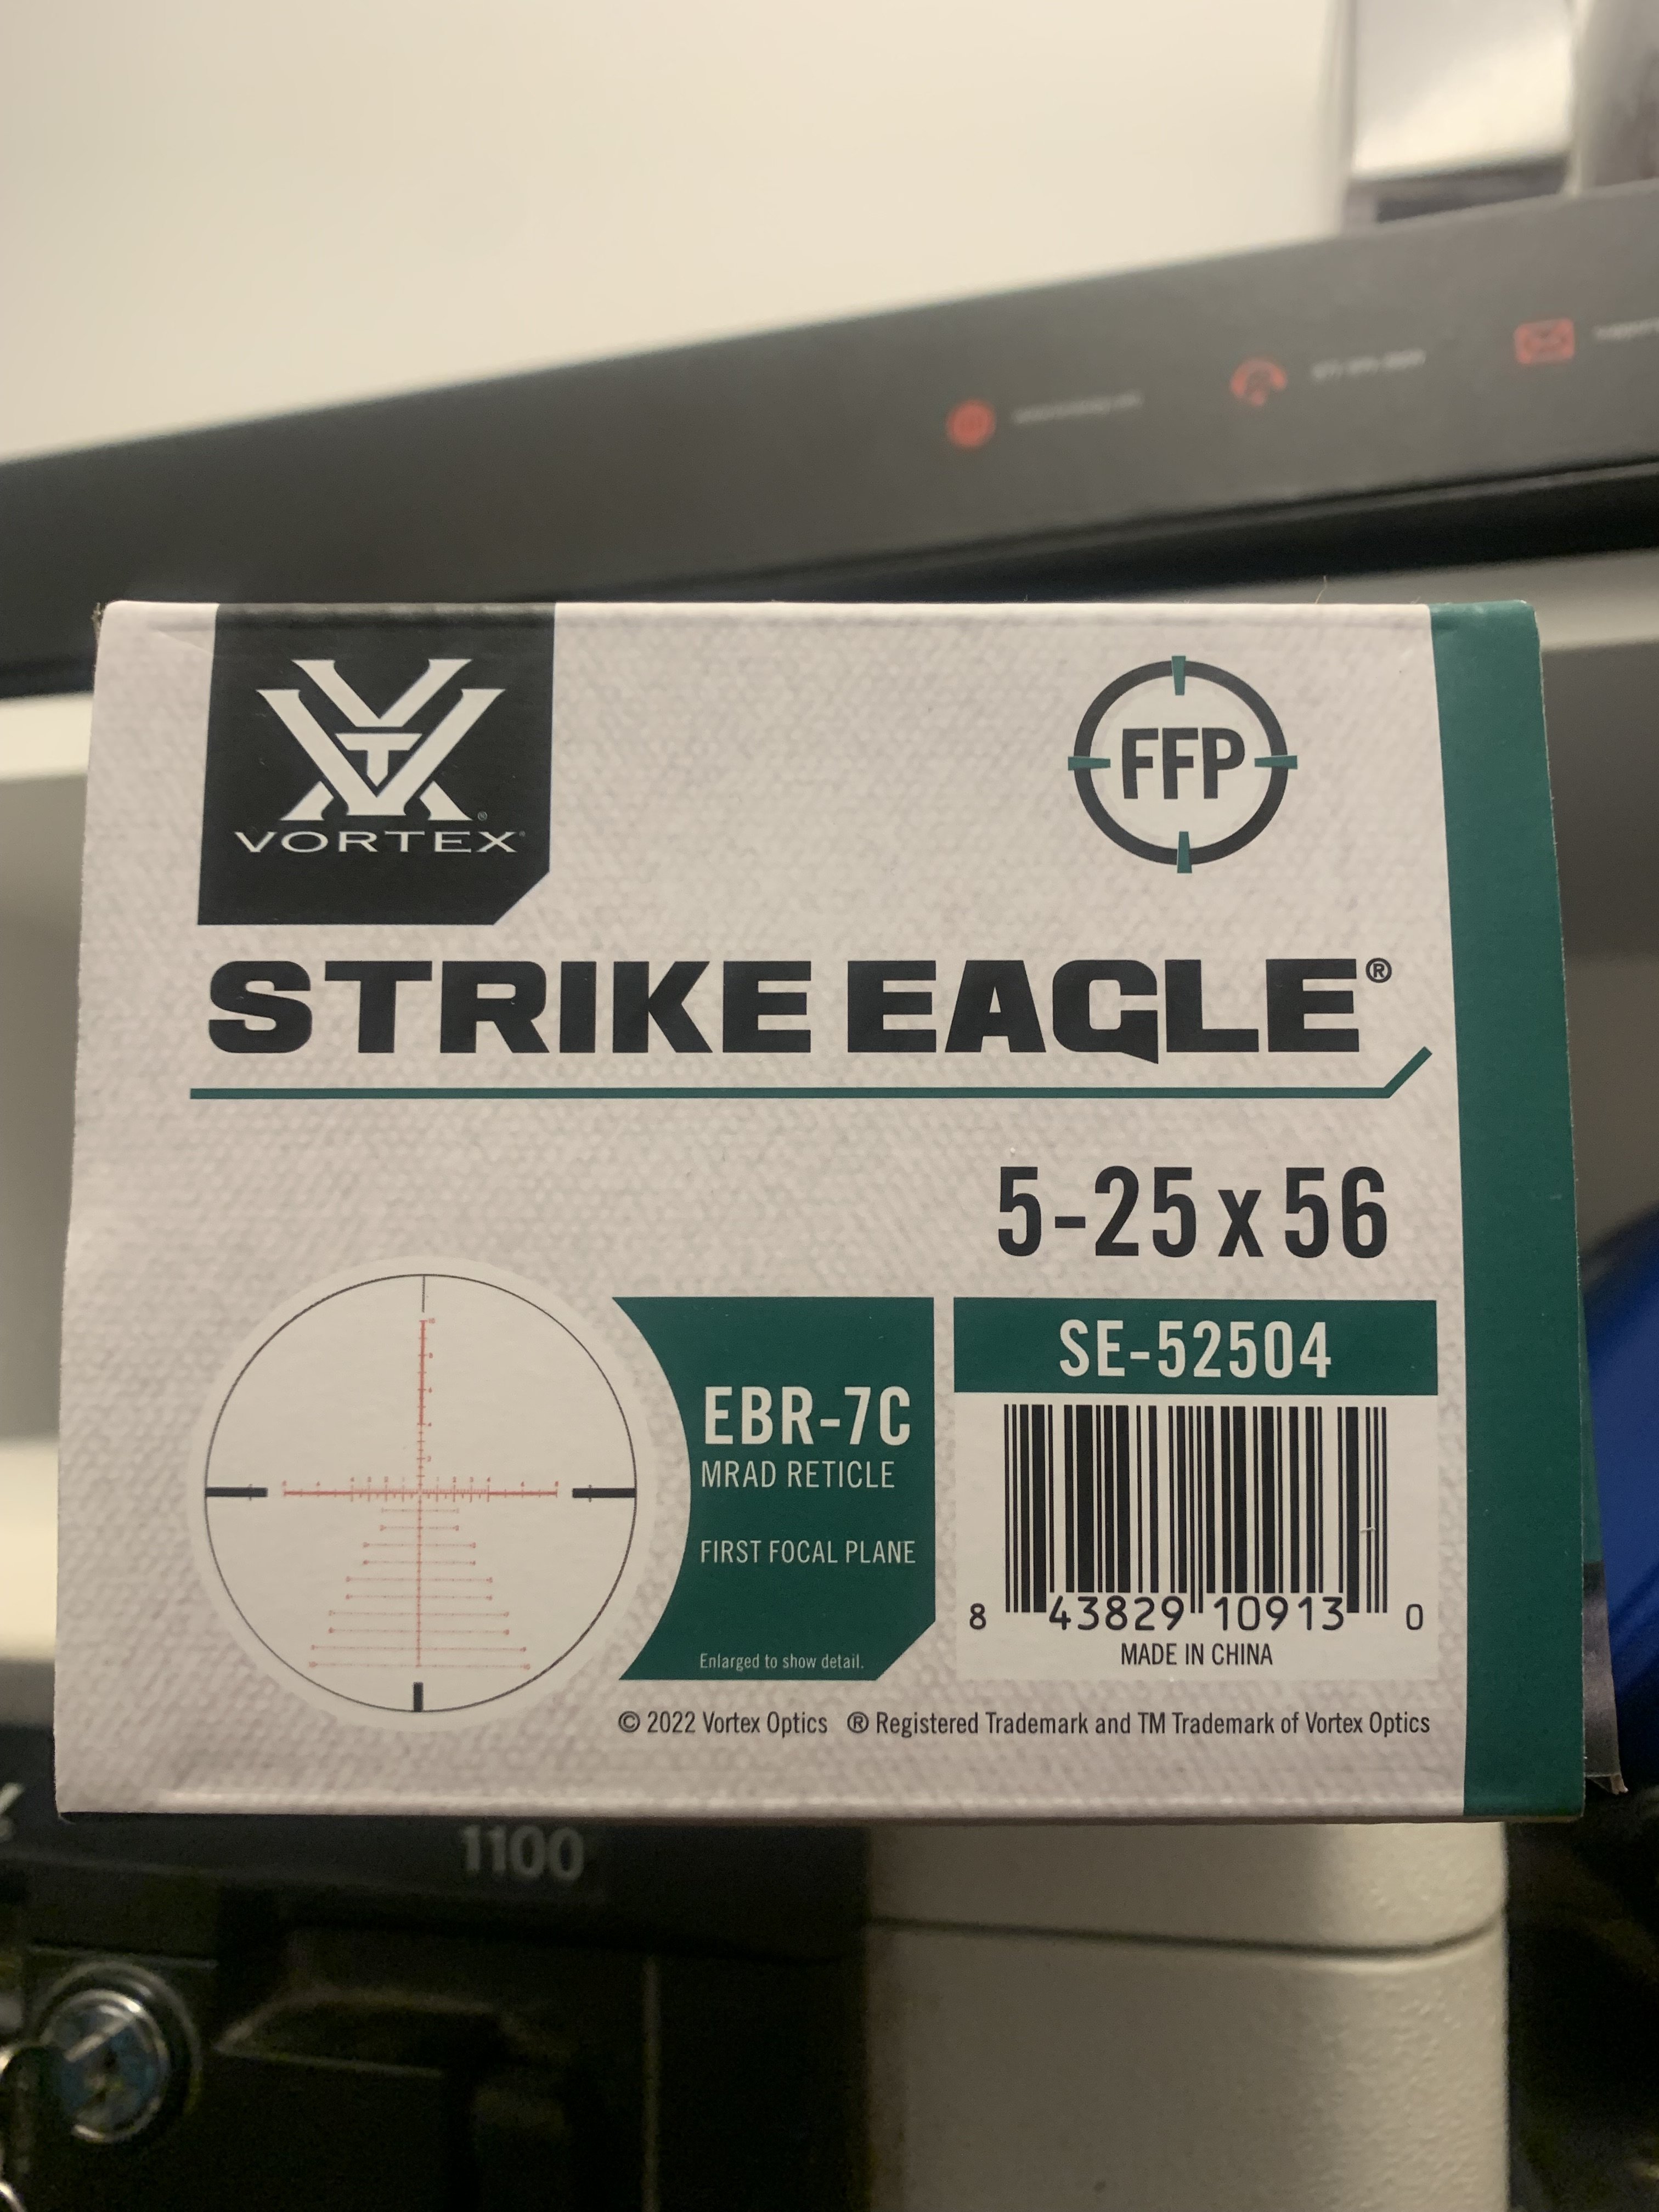 VORTEX®
FFP
STRIKE EAGLE®
5-25 x 56
EBR-7C
MRAD RETICLE
FIRST FOCAL PLANE
Enlarged to show detail.
SE-52504
8 43829 10913 0
MADE IN CHINA
© 2022 Vortex Optics ® Registered Trademark and TM Trademark of Vortex Optics
1100